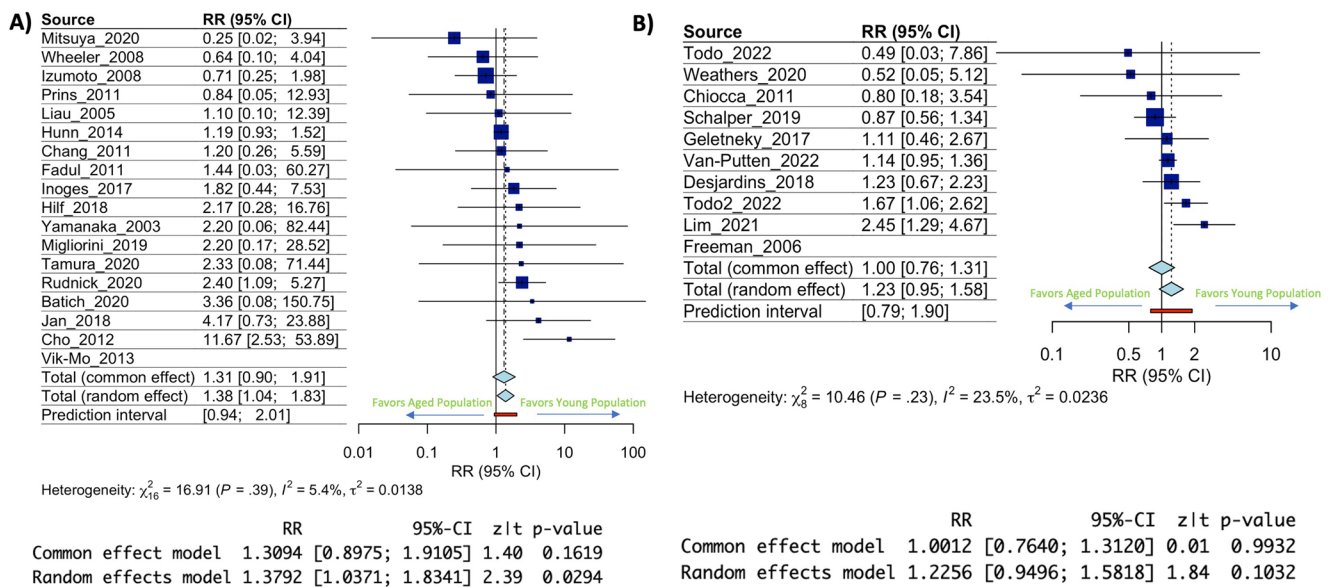 A)
Source RR (95% CI)
Mitsuya_2020 0.25 [0.02; 3.94]
Wheeler_2008 0.64 [0.10; 4.04]
Izumoto_2008 0.71 [0.25; 1.98]
Prins_2011 0.84 [0.05; 12.93]
Liau_2005 1.10 [0.10; 12.39]
Hunn_2014 1.19 [0.93; 1.52]
Chang_2011 1.20 [0.26; 5.59]
Fadul_2011 1.44 [0.03; 60.27]
Inoges_2017 1.82 [0.44; 7.53]
Hilf_2018 2.17 [0.28; 16.76]
Yamanaka_2003 2.20 [0.06; 82.44]
Migliorini_2019 2.20 [0.17; 28.52]
Tamura_2020 2.33 [0.08; 71.44]
Rudnick_2020 2.40 [1.09; 5.27]
Batich_2020 3.36 [0.08; 150.75]
Jan_2018 4.17 [0.73; 23.88]
Cho_2012 11.67 [2.53; 53.89]
Vik-Mo_2013
Total (common effect) 1.31 [0.90; 1.91]
Total (random effect) 1.38 [1.04; 1.83]
Prediction interval [0.94; 2.01]
Favors Aged Population Favors Young Population
0.01 0.1 1 10 100
RR (95% CI)
Heterogeneity: χ²₁₆ = 16.91 (P = .39), I² = 5.4%, τ² = 0.0138
RR 95%-CI z|t p-value
Common effect model 1.3094 [0.8975; 1.9105] 1.40 0.1619
Random effects model 1.3792 [1.0371; 1.8341] 2.39 0.0294
B)
Source RR (95% CI)
Todo_2022 0.49 [0.03; 7.86]
Weathers_2020 0.52 [0.05; 5.12]
Chiocca_2011 0.80 [0.18; 3.54]
Schalper_2019 0.87 [0.56; 1.34]
Geletneky_2017 1.11 [0.46; 2.67]
Van-Putten_2022 1.14 [0.95; 1.36]
Desjardins_2018 1.23 [0.67; 2.23]
Todo2_2022 1.67 [1.06; 2.62]
Lim_2021 2.45 [1.29; 4.67]
Freeman_2006
Total (common effect) 1.00 [0.76; 1.31]
Total (random effect) 1.23 [0.95; 1.58]
Prediction interval [0.79; 1.90]
Favors Aged Population Favors Young Population
0.1 0.5 1 2 10
RR (95% CI)
Heterogeneity: χ²₈ = 10.46 (P = .23), I² = 23.5%, τ² = 0.0236
RR 95%-CI z|t p-value
Common effect model 1.0012 [0.7640; 1.3120] 0.01 0.9932
Random effects model 1.2256 [0.9496; 1.5818] 1.84 0.1032